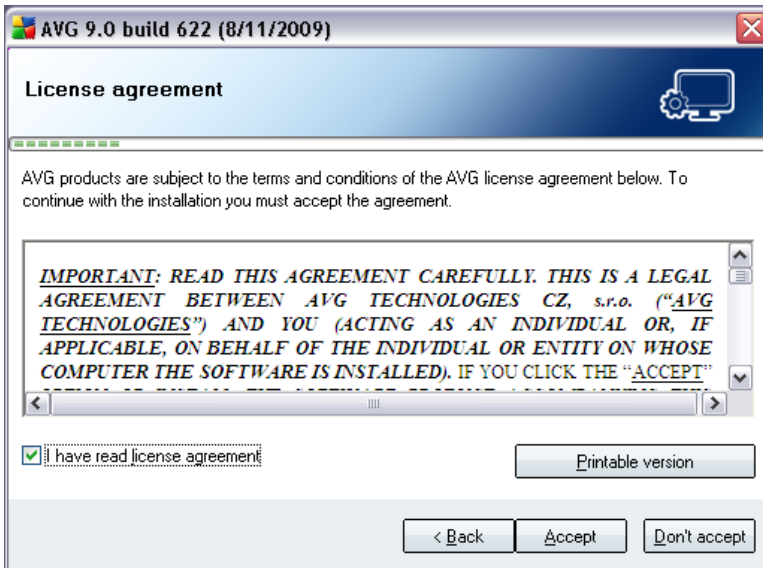 AVG 9.0 build 622 (8/11/2009)
License agreement
AVG products are subject to the terms and conditions of the AVG license agreement below. To
continue with the installation you must accept the agreement.
IMPORTANT: READ THIS AGREEMENT CAREFULLY. THIS IS A LEGAL
AGREEMENT BETWEEN AVG TECHNOLOGIES CZ, s.r.o. (“AVG
TECHNOLOGIES”) AND YOU (ACTING AS AN INDIVIDUAL OR, IF
APPLICABLE, ON BEHALF OF THE INDIVIDUAL OR ENTITY ON WHOSE
COMPUTER THE SOFTWARE IS INSTALLED). IF YOU CLICK THE “ACCEPT”
I have read license agreement
Printable version
< Back
Accept
Don't accept